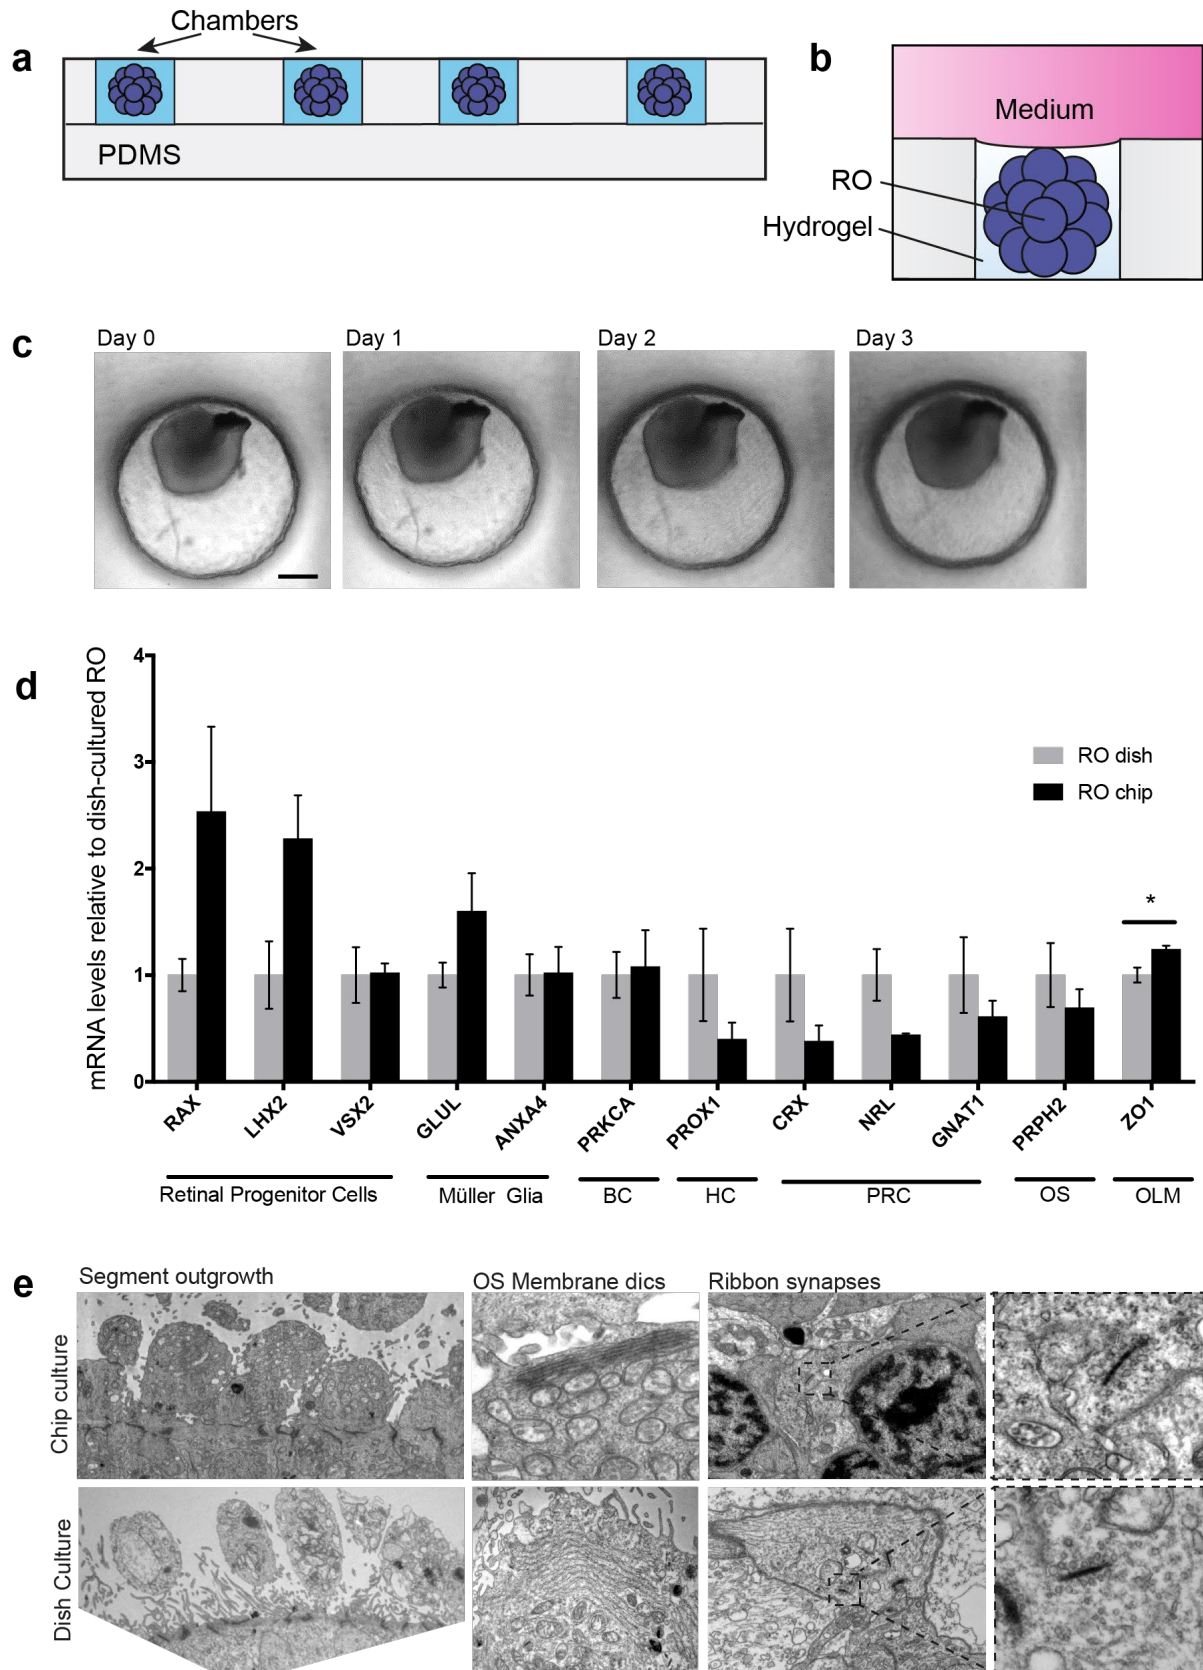 a
Chambers
PDMS
b
Medium
RO
Hydrogel
c
Day 0
Day 1
Day 2
Day 3
d
mRNA levels relative to dish-cultured RO
4
3
2
1
0
RO dish
RO chip
*
RAX
LHX2
VSX2
GLUL
ANXA4
PRKCA
PROX1
CRX
NRL
GNAT1
PRPH2
ZO1
Retinal Progenitor Cells
Müller Glia
BC
HC
PRC
OS
OLM
e
Segment outgrowth
OS Membrane dics
Ribbon synapses
Chip culture
Dish Culture